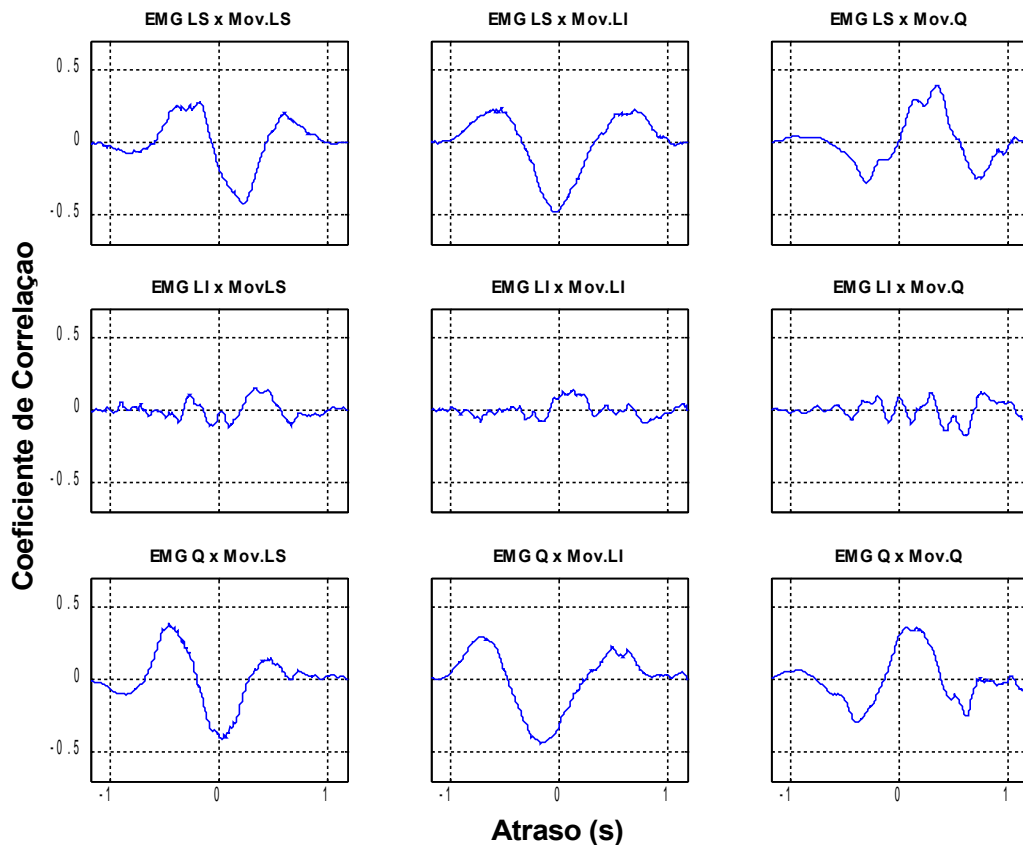 EMG LS x Mov.LS
EMG LS x Mov.LI
EMG LS x Mov.Q
0.5
0
-0.5
EMG LI x MovLS
EMG LI x Mov.LI
EMG LI x Mov.Q
0.5
0
-0.5
EMG Q x Mov.LS
EMG Q x Mov.LI
EMG Q x Mov.Q
0.5
0
-0.5
-1 0 1
-1 0 1
-1 0 1
Coeficiente de Correlaçao
Atraso (s)